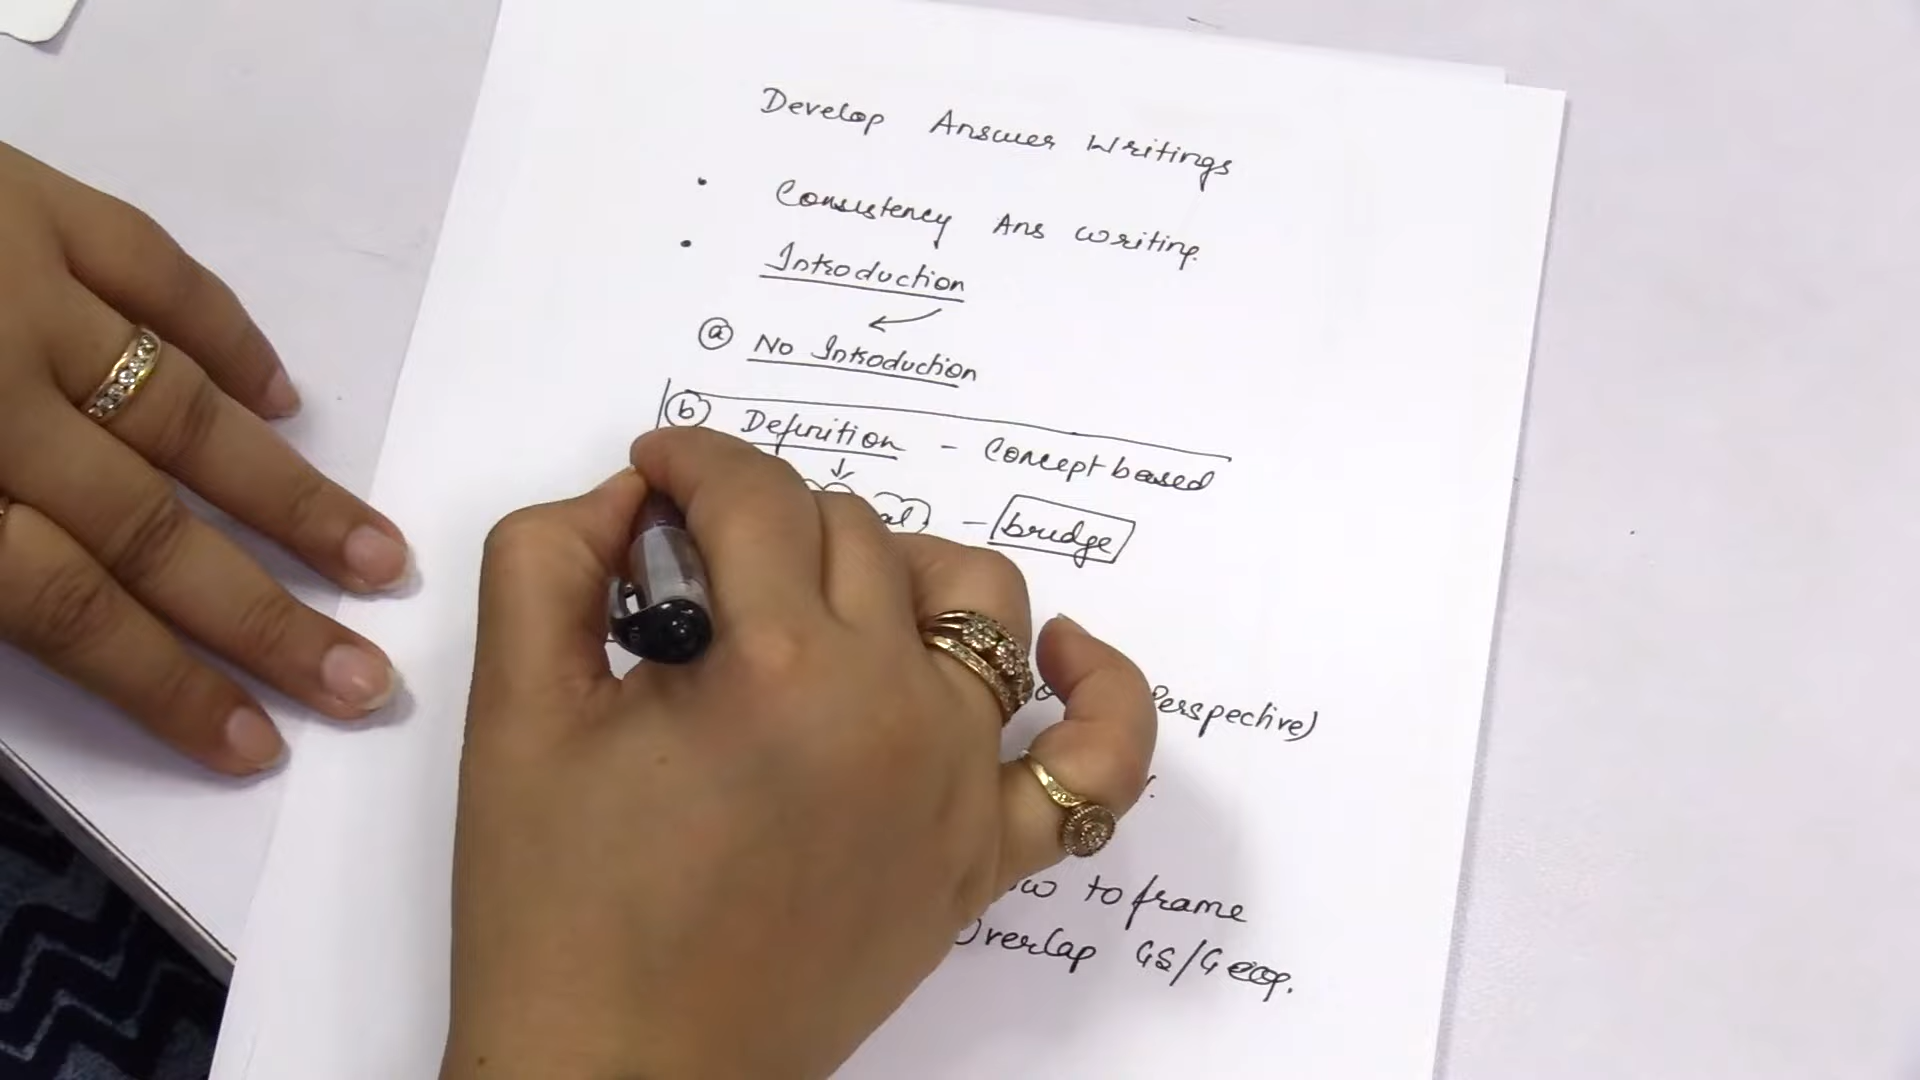 Develop Answer Writings
• Consistency Ans writing.
• Introduction
ⓐ No Introduction
ⓑ Definition - Concept based
- bridge
Perspective)
to frame
Overlap GS/Geog.